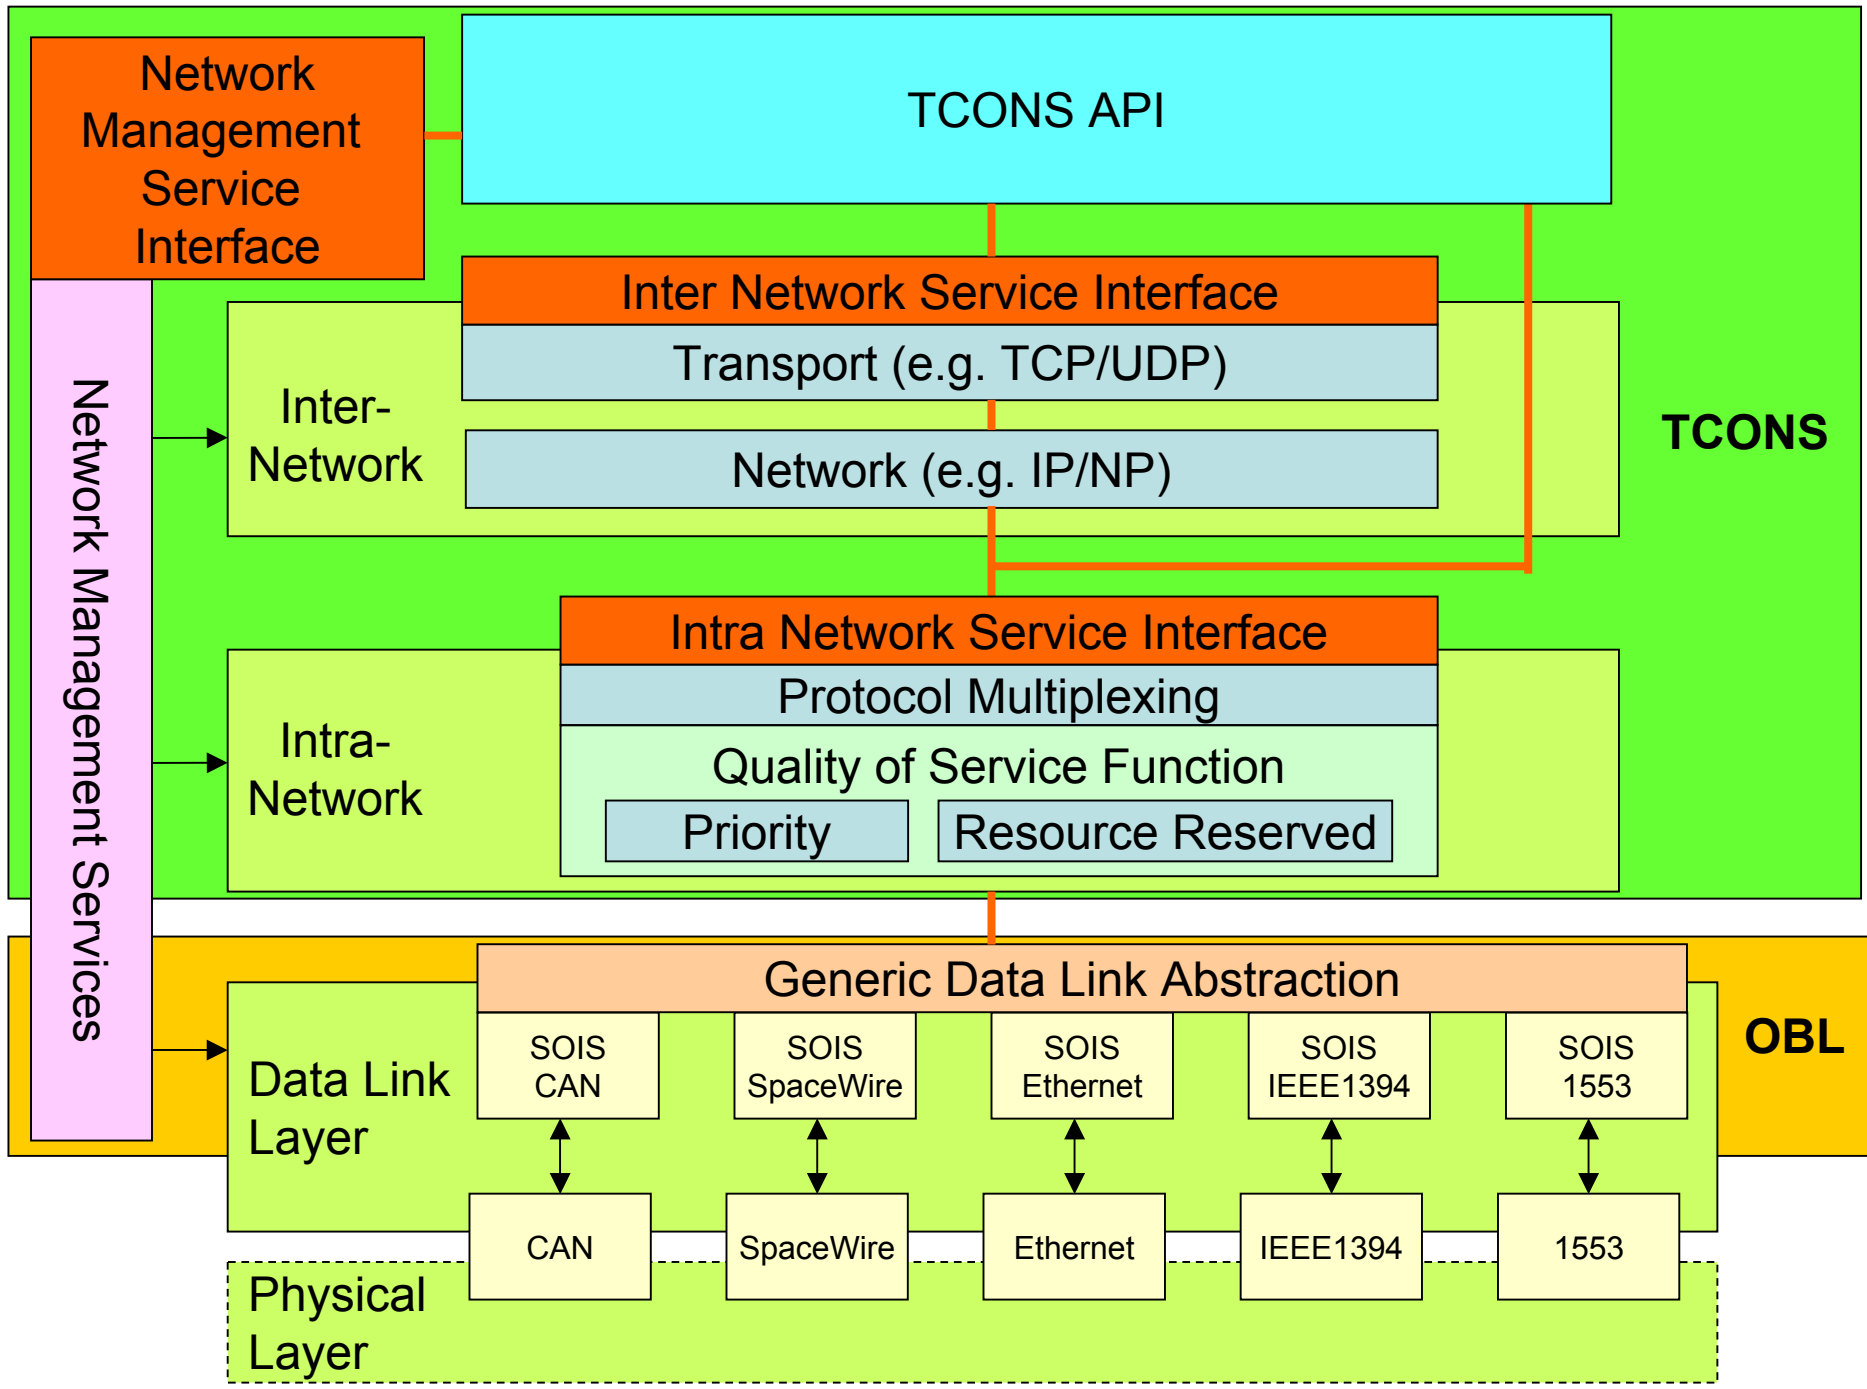 Network
Management
Service
Interface
TCONS API
Inter Network Service Interface
Transport (e.g. TCP/UDP)
Inter-
Network
Network (e.g. IP/NP)
TCONS
Network Management Services
Intra Network Service Interface
Protocol Multiplexing
Intra-
Network
Quality of Service Function
Priority
Resource Reserved
Generic Data Link Abstraction
OBL
Data Link
Layer
SOIS
CAN
SOIS
SpaceWire
SOIS
Ethernet
SOIS
IEEE1394
SOIS
1553
CAN
SpaceWire
Ethernet
IEEE1394
1553
Physical
Layer